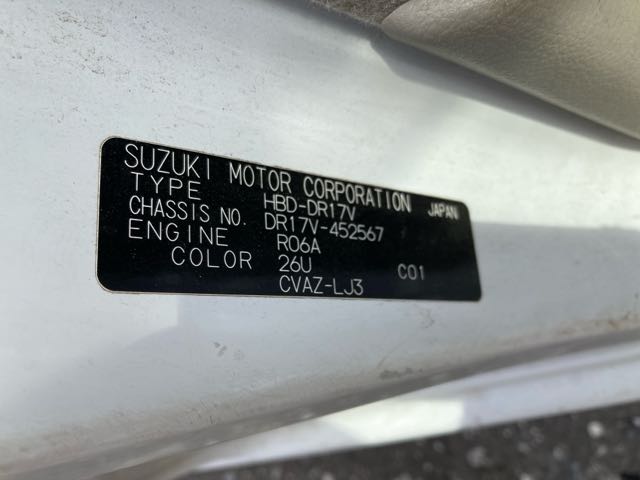 SUZUKI MOTOR CORPORATION JAPAN
TYPE HBD-DR17V
CHASSIS NO. DR17V-452567
ENGINE R06A
COLOR 26U C01
CVAZ-LJ3